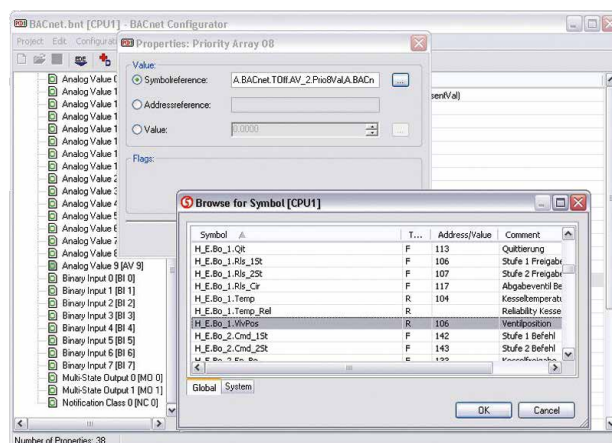 BACnet.bnt [CPU1] - BACnet Configurator
Project Edit Configurat
Properties: Priority Array 08
Value:
Symbolreference: A.BACnet.TOff.AV_2.Prio8Val,A.BACn ...
Addressreference:
Value: 0.0000 ...
Flags:
sentVal)
Analog Value
Analog Value 1
Analog Value 1
Analog Value 1
Analog Value 1
Analog Value 1
Analog Value 1
Analog Value 1
Analog Value 2
Analog Value 3
Analog Value 4
Analog Value 5
Analog Value 6
Analog Value 7
Analog Value 8
Analog Value 9 [AV 9]
Binary Input 0 [BI 0]
Binary Input 1 [BI 1]
Binary Input 2 [BI 2]
Binary Input 3 [BI 3]
Binary Input 4 [BI 4]
Binary Input 5 [BI 5]
Binary Input 6 [BI 6]
Binary Input 7 [BI 7]
Multi-State Output 0 [MO 0]
Multi-State Output 1 [MO 1]
Notification Class 0 [NC 0]
Browse for Symbol [CPU1]
Symbol T... Address/Value Comment
H_E.Bo_1.Qit F 113 Quittierung
H_E.Bo_1.Rls_1St F 106 Stufe 1 Freigabe
H_E.Bo_1.Rls_2St F 107 Stufe 2 Freigabe
H_E.Bo_1.Rls_Cir F 117 Abgabeventil Be
H_E.Bo_1.Temp R 104 Kesseltemperatu
H_E.Bo_1.Temp_Rel R Reliability Kesse
H_E.Bo_1.VlvPos R 106 Ventilposition
H_E.Bo_2.Cmd_1St F 142 Stufe 1 Befehl
H_E.Bo_2.Cmd_2St F 143 Stufe 2 Befehl
Global System
OK Cancel
Number of Properties: 38